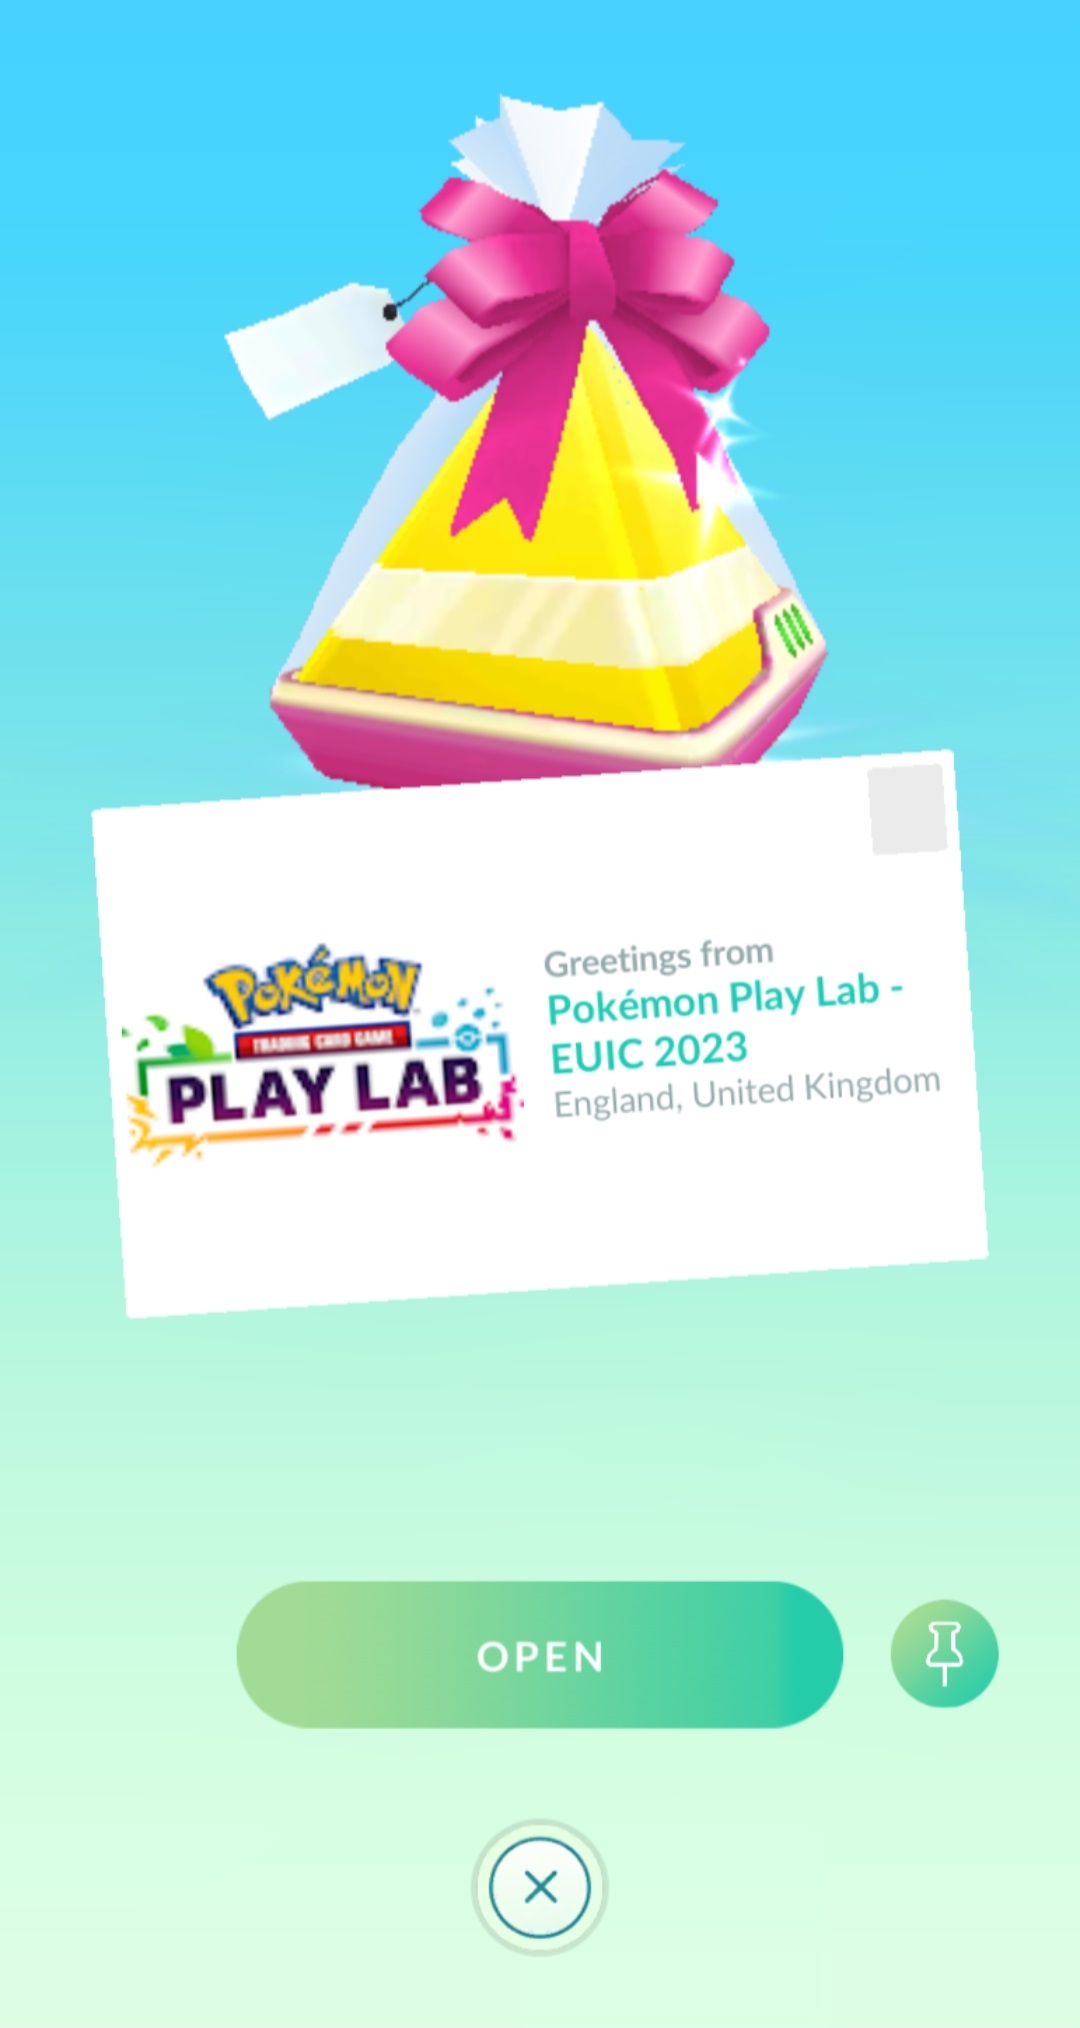 Pokémon
TRADING CARD GAME
PLAY LAB
Greetings from
Pokémon Play Lab -
EUIC 2023
England, United Kingdom
OPEN